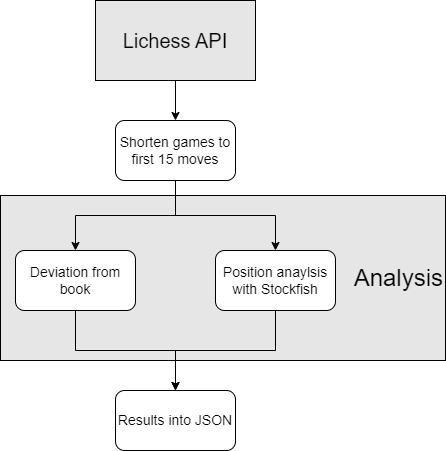 Lichess API
Shorten games to
first 15 moves
Deviation from
book
Position anaylsis
with Stockfish
Analysis
Results into JSON